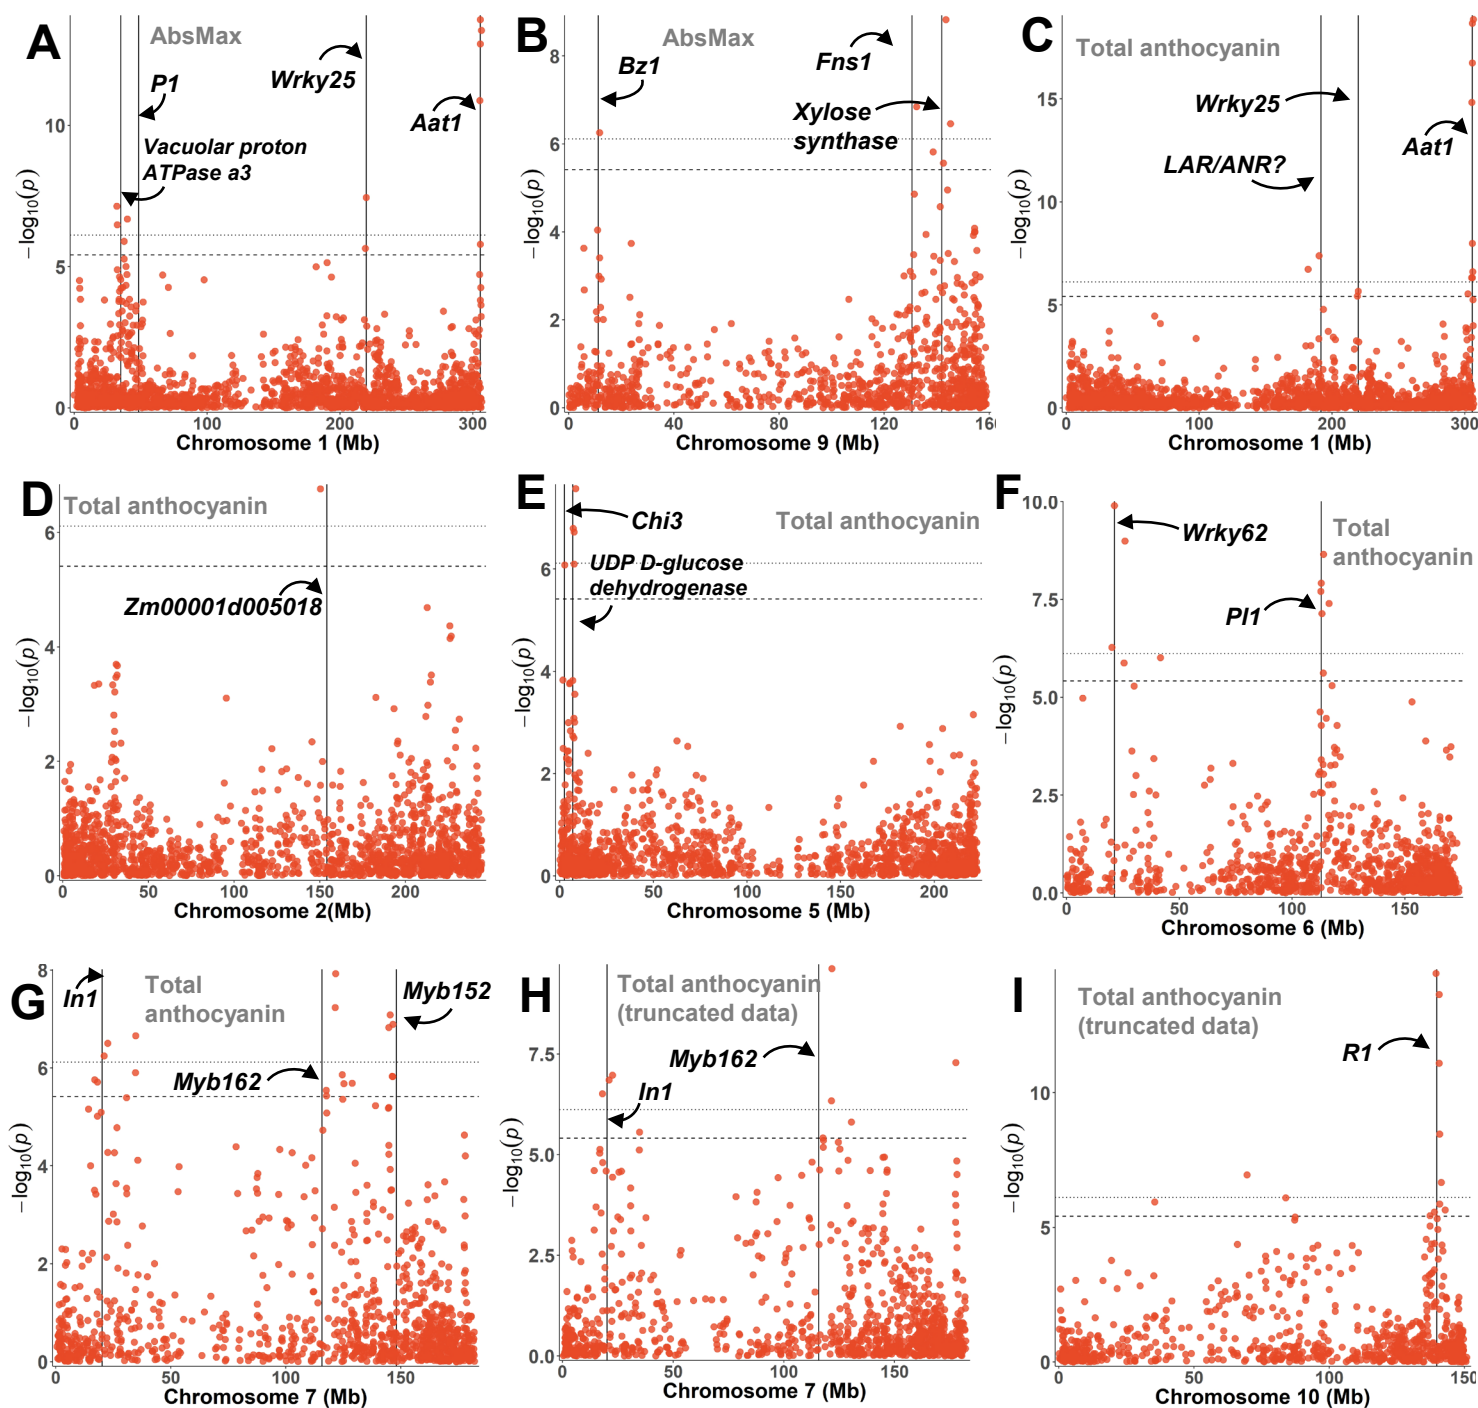 A
AbsMax
P1
Wrky25
Aat1
Vacuolar proton
ATPase a3
−log10(p)
10
5
0
0
100
200
300
Chromosome 1 (Mb)
B
AbsMax
Bz1
Fns1
Xylose
synthase
−log10(p)
8
6
4
2
0
0
40
80
120
Chromosome 9 (Mb)
C
Total anthocyanin
Wrky25
LAR/ANR?
Aat1
−log10(p)
15
10
5
0
0
100
200
300
Chromosome 1 (Mb)
D
Total anthocyanin
Zm00001d005018
−log10(p)
6
4
2
0
0
50
100
150
200
Chromosome 2(Mb)
E
Chi3
Total anthocyanin
UDP D-glucose
dehydrogenase
−log10(p)
6
4
2
0
0
50
100
150
200
Chromosome 5 (Mb)
F
Wrky62
Total
anthocyanin
Pl1
−log10(p)
10.0
7.5
5.0
2.5
0.0
0
50
100
150
Chromosome 6 (Mb)
G
In1
Total
anthocyanin
Myb152
Myb162
−log10(p)
8
6
4
2
0
0
50
100
150
Chromosome 7 (Mb)
H
Total anthocyanin
(truncated data)
Myb162
In1
−log10(p)
7.5
5.0
2.5
0.0
0
50
100
150
Chromosome 7 (Mb)
I
Total anthocyanin
(truncated data)
R1
−log10(p)
10
5
0
0
50
100
150
Chromosome 10 (Mb)